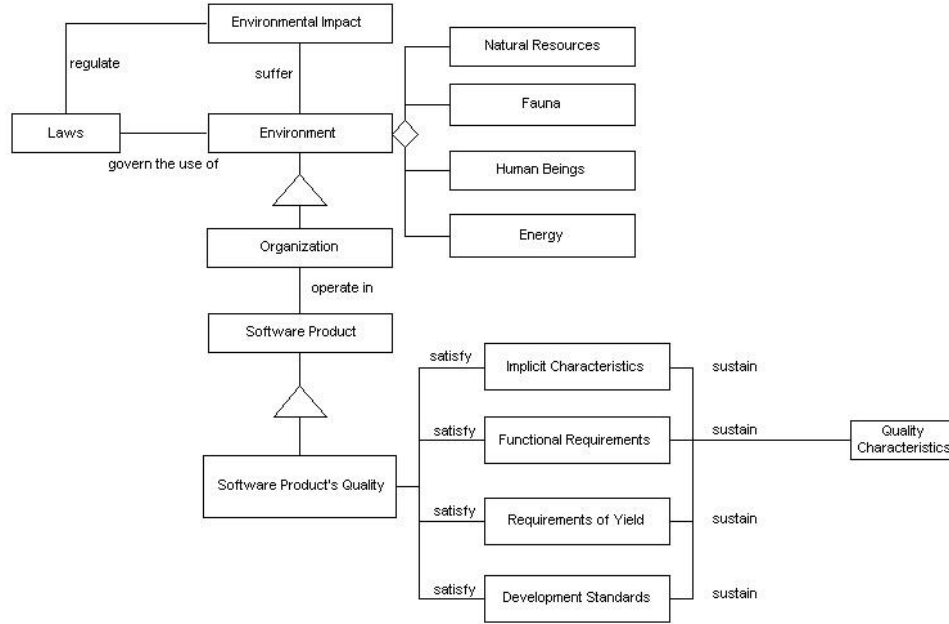 Environmental Impact
Natural Resources
regulate
suffer
Fauna
Laws
Environment
govern the use of
Human Beings
Energy
Organization
operate in
Software Product
satisfy
Implicit Characteristics
sustain
satisfy
Functional Requirements
sustain
Quality
Characteristics
Software Product's Quality
satisfy
Requirements of Yield
sustain
satisfy
Development Standards
sustain